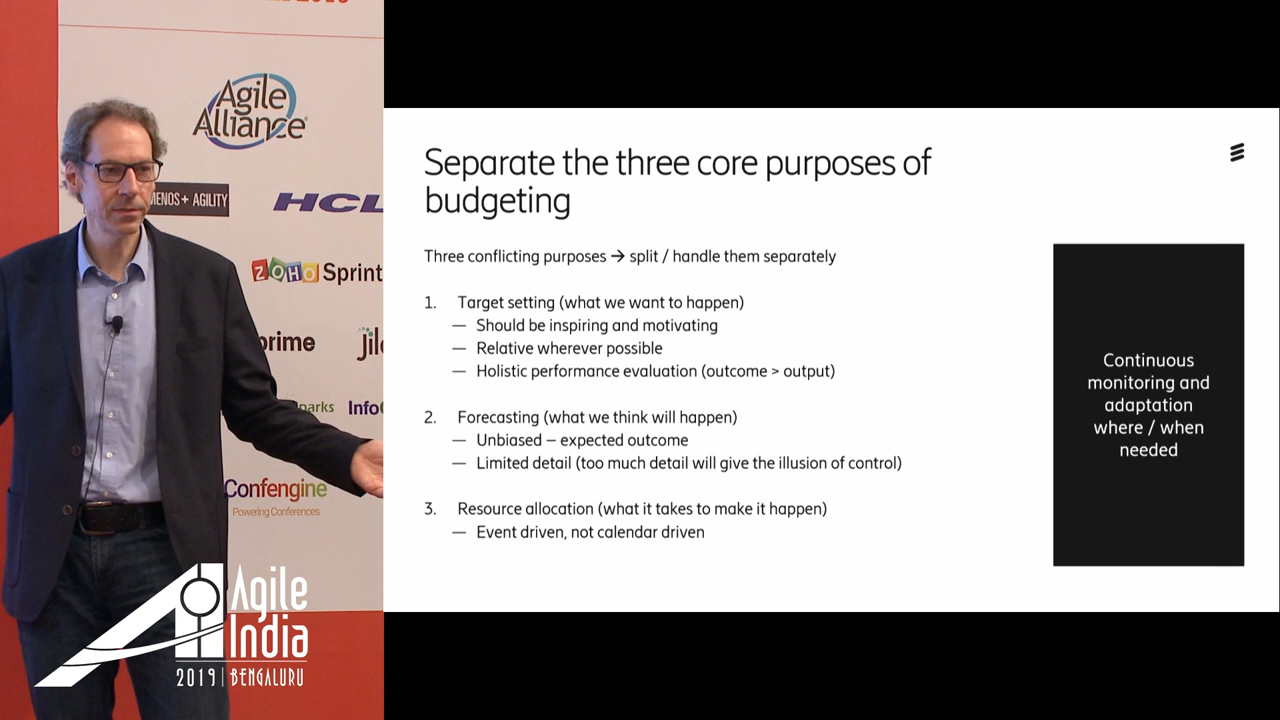 2019
Agile
Alliance
MENOS+ AGILITY
HCL
ZOHO Sprint
prime
Jil
parks
Info
Confengine
Powering Conferences
Agile
India
2019 | BENGALURU
Separate the three core purposes of
budgeting
Three conflicting purposes → split / handle them separately
1. Target setting (what we want to happen)
— Should be inspiring and motivating
— Relative wherever possible
— Holistic performance evaluation (outcome > output)
2. Forecasting (what we think will happen)
— Unbiased – expected outcome
— Limited detail (too much detail will give the illusion of control)
3. Resource allocation (what it takes to make it happen)
— Event driven, not calendar driven
Continuous
monitoring and
adaptation
where / when
needed